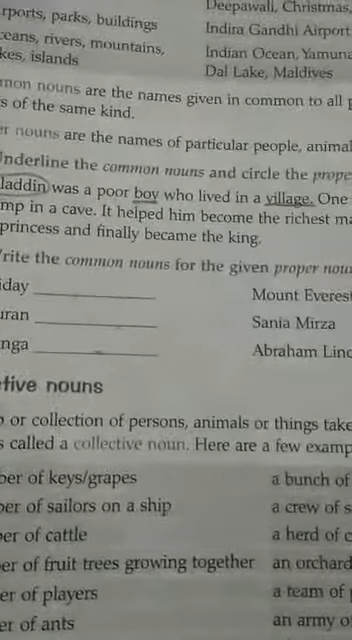 rports, parks, buildings
Deepawali, Christmas,
Indira Gandhi Airport
eans, rivers, mountains,
kes, islands
Indian Ocean, Yamuna
Dal Lake, Maldives
mon nouns are the names given in common to all p
s of the same kind.
er nouns are the names of particular people, animal
Underline the common nouns and circle the prope
laddin was a poor boy who lived in a village. One
mp in a cave. It helped him become the richest ma
princess and finally became the king.
rite the common nouns for the given proper nou
day
Mount Everest
uran
Sania Mirza
nga
Abraham Linc
tive nouns
or collection of persons, animals or things take
s called a collective noun. Here are a few examp
ber of keys/grapes
a bunch of
ber of sailors on a ship
a crew of s
er of cattle
a herd of c
er of fruit trees growing together
an orchard
er of players
a team of
er of ants
an army o